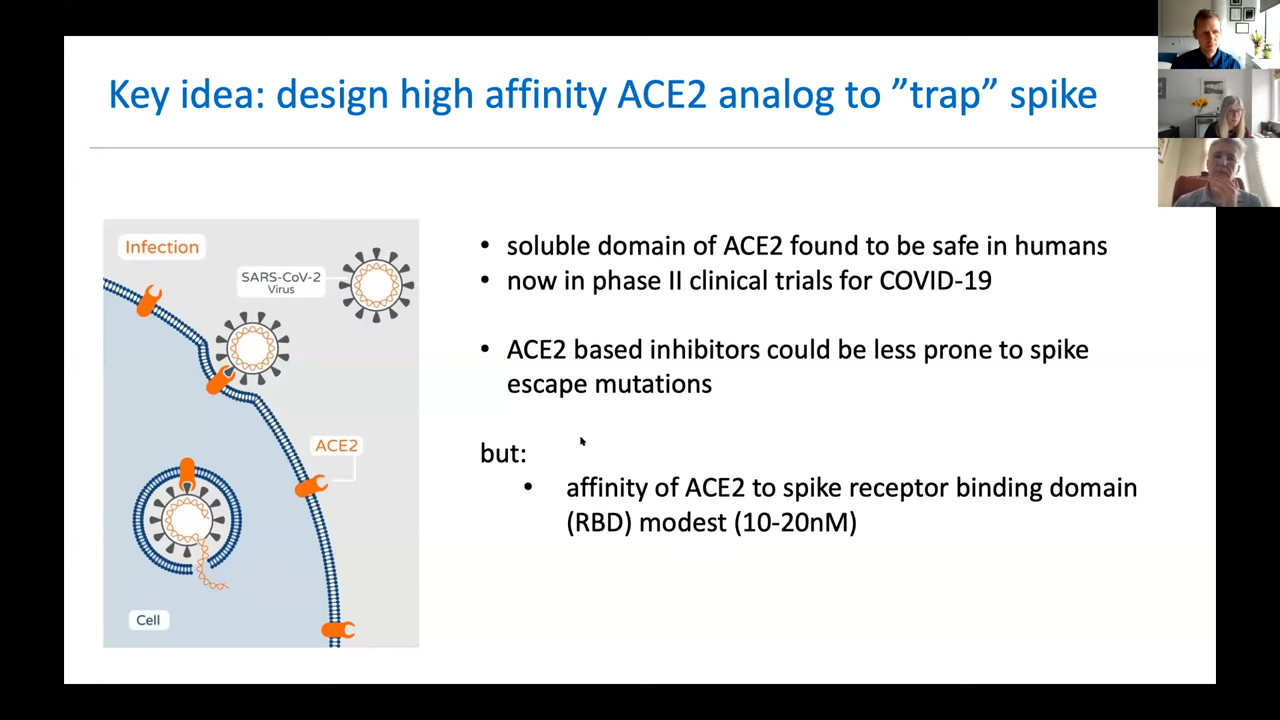 Key idea: design high affinity ACE2 analog to ”trap” spike
Infection
SARS-CoV-2
Virus
ACE2
Cell
• soluble domain of ACE2 found to be safe in humans
• now in phase II clinical trials for COVID-19
• ACE2 based inhibitors could be less prone to spike
escape mutations
but:
• affinity of ACE2 to spike receptor binding domain
(RBD) modest (10-20nM)